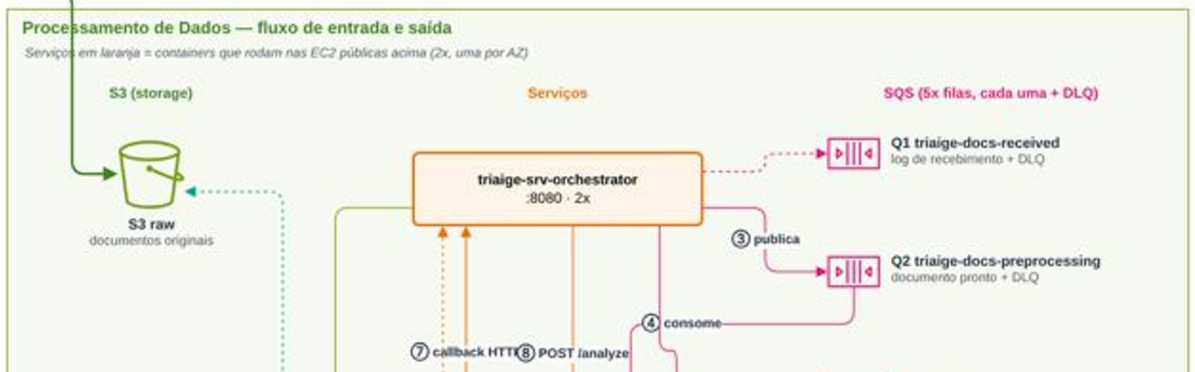 Processamento de Dados — fluxo de entrada e saída
Serviços em laranja = containers que rodam nas EC2 públicas acima (2x, uma por AZ)
S3 (storage)
Serviços
SQS (5x filas, cada uma + DLQ)
Q1 triaige-docs-received
log de recebimento + DLQ
triaige-srv-orchestrator
:8080 · 2x
S3 raw
documentos originais
③ publica
Q2 triaige-docs-preprocessing
documento pronto + DLQ
④ consome
⑦ callback HTTP
⑧ POST /analyze